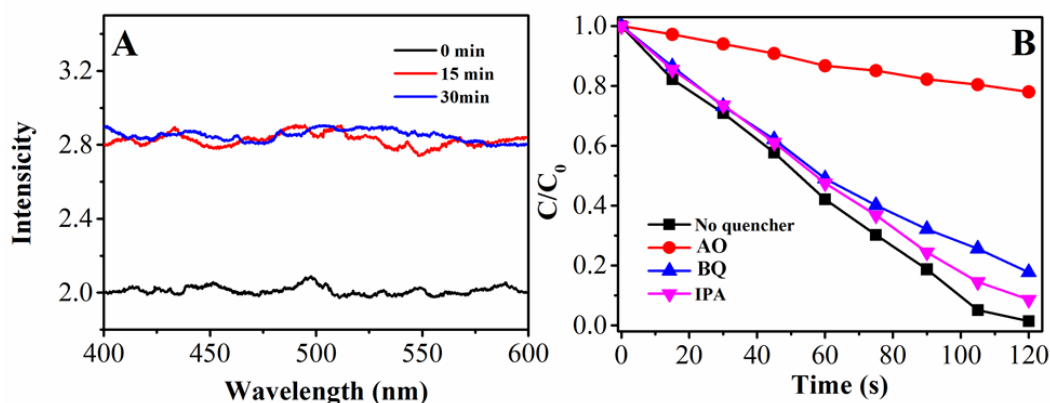 A
0 min
15 min
30min
3.2
2.8
2.4
2.0
Intensicity
400 450 500 550 600
Wavelength (nm)
B
1.0
0.8
0.6
0.4
0.2
0.0
C/C0
No quencher
AO
BQ
IPA
0 20 40 60 80 100 120
Time (s)